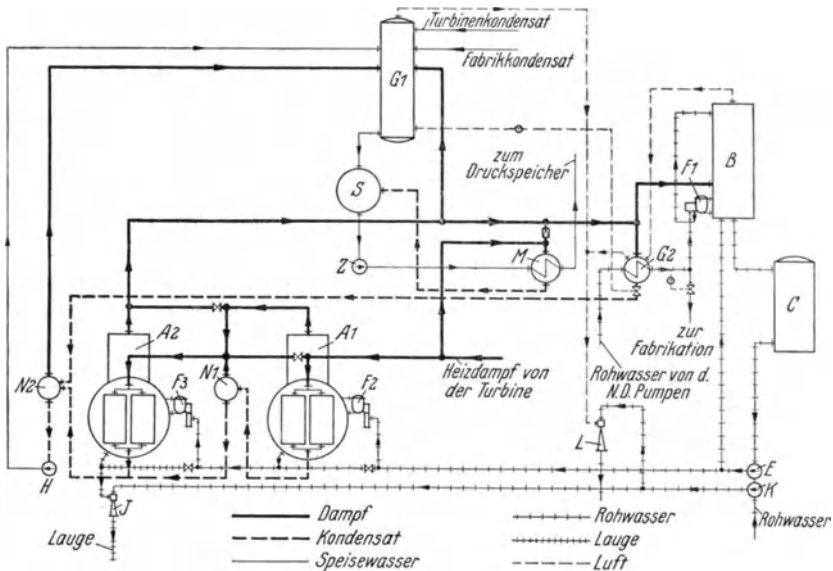 Turbinenkondensat
Fabrikkondensat
G1
zum
Druckspeicher
B
F1
S
Z
M
G2
C
A2
A1
N2
F3
N1
F2
Heizdampf von
der Turbine
zur
Fabrikation
Rohwasser von d.
N.D. Pumpen
L
H
E
K
J
Lauge
Rohwasser
Dampf
Kondensat
Speisewasser
Rohwasser
Lauge
Luft